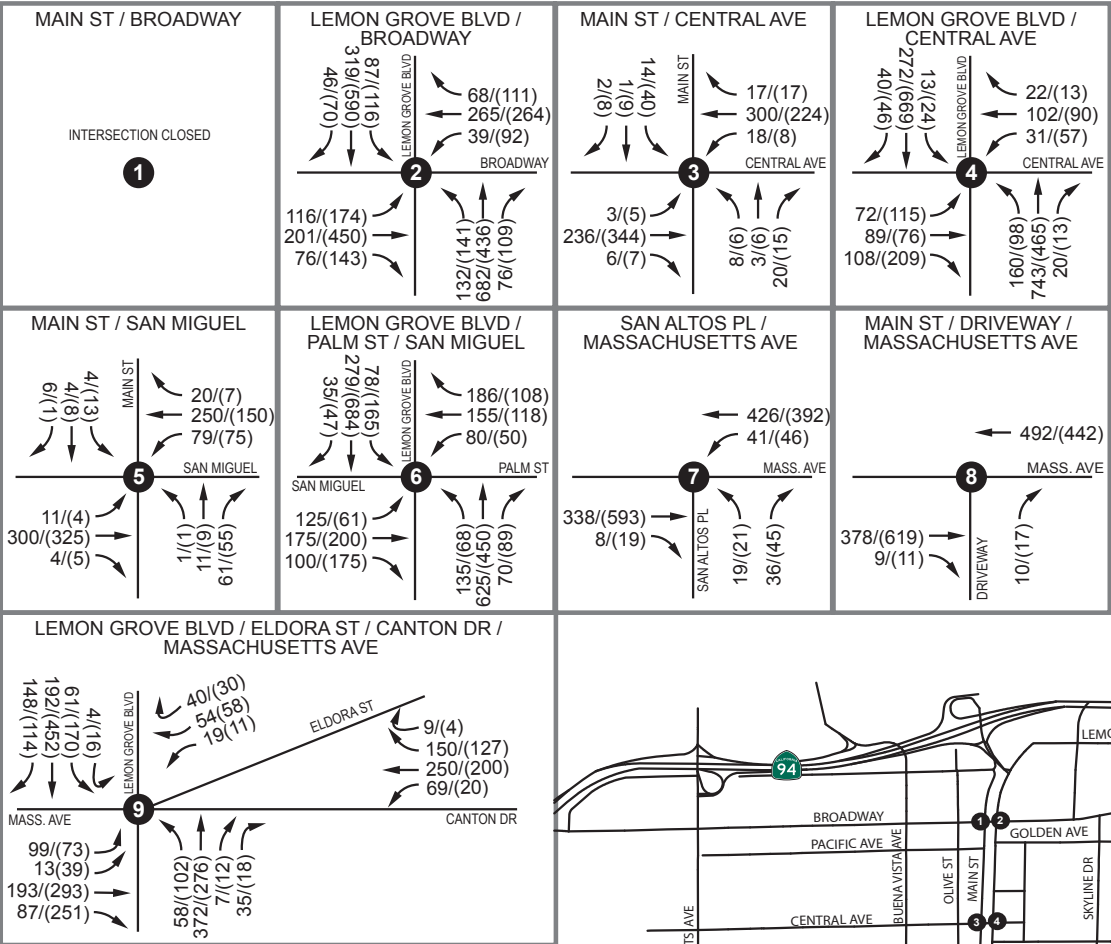 MAIN ST / BROADWAY
INTERSECTION CLOSED
1
LEMON GROVE BLVD /
BROADWAY
46/(70)
319/(590)
87/(116)
LEMON GROVE BLVD
68/(111)
265/(264)
39/(92)
BROADWAY
2
116/(174)
201/(450)
76/(143)
132/(141)
682/(436)
76/(109)
MAIN ST / CENTRAL AVE
2/(8)
1/(9)
14/(40)
MAIN ST
17/(17)
300/(224)
18/(8)
CENTRAL AVE
3
3/(5)
236/(344)
6/(7)
8/(6)
3/(6)
20/(15)
LEMON GROVE BLVD /
CENTRAL AVE
40/(46)
272/(669)
13/(24)
LEMON GROVE BLVD
22/(13)
102/(90)
31/(57)
CENTRAL AVE
4
72/(115)
89/(76)
108/(209)
160/(98)
743/(465)
20/(13)
MAIN ST / SAN MIGUEL
6/(1)
4/(8)
4/(13)
MAIN ST
20/(7)
250/(150)
79/(75)
SAN MIGUEL
5
11/(4)
300/(325)
4/(5)
1/(1)
11/(9)
61/(55)
LEMON GROVE BLVD /
PALM ST / SAN MIGUEL
35/(47)
279/(684)
78/(165)
LEMON GROVE BLVD
186/(108)
155/(118)
80/(50)
PALM ST
6
SAN MIGUEL
125/(61)
175/(200)
100/(175)
135/(68)
625/(450)
70/(89)
SAN ALTOS PL /
MASSACHUSETTS AVE
426/(392)
41/(46)
MASS. AVE
7
338/(593)
8/(19)
SAN ALTOS PL
19/(21)
36/(45)
MAIN ST / DRIVEWAY /
MASSACHUSETTS AVE
492/(442)
MASS. AVE
8
378/(619)
9/(11)
DRIVEWAY
10/(17)
LEMON GROVE BLVD / ELDORA ST / CANTON DR /
MASSACHUSETTS AVE
148/(114)
192/(452)
61/(170)
4/(16)
LEMON GROVE BLVD
40/(30)
54(58)
19(11)
ELDORA ST
9/(4)
150/(127)
250/(200)
69/(20)
9
MASS. AVE
CANTON DR
99/(73)
13(39)
193/(293)
87/(251)
58/(102)
372/(276)
7/(12)
35/(18)
CALIFORNIA
94
LEMO
BROADWAY
1
2
GOLDEN AVE
PACIFIC AVE
BUENA VISTA AVE
OLIVE ST
MAIN ST
SKYLINE DR
CENTRAL AVE
3
4
TS AVE